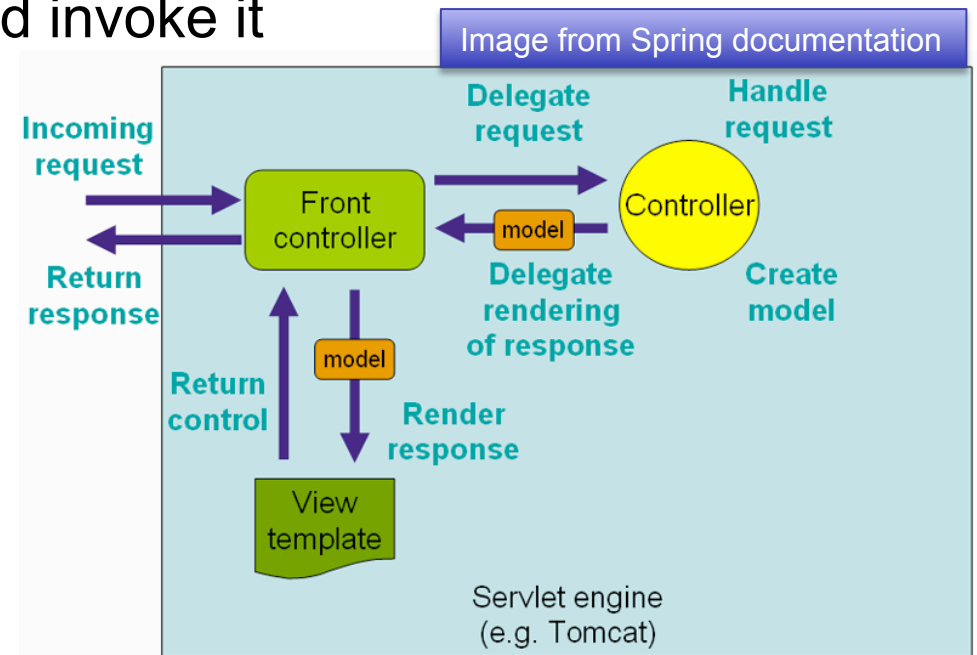 d invoke it
Image from Spring documentation
Incoming
request
Delegate
request
Handle
request
Front
controller
Controller
model
Return
response
Delegate
rendering
of response
Create
model
model
Return
control
Render
response
View
template
Servlet engine
(e.g. Tomcat)